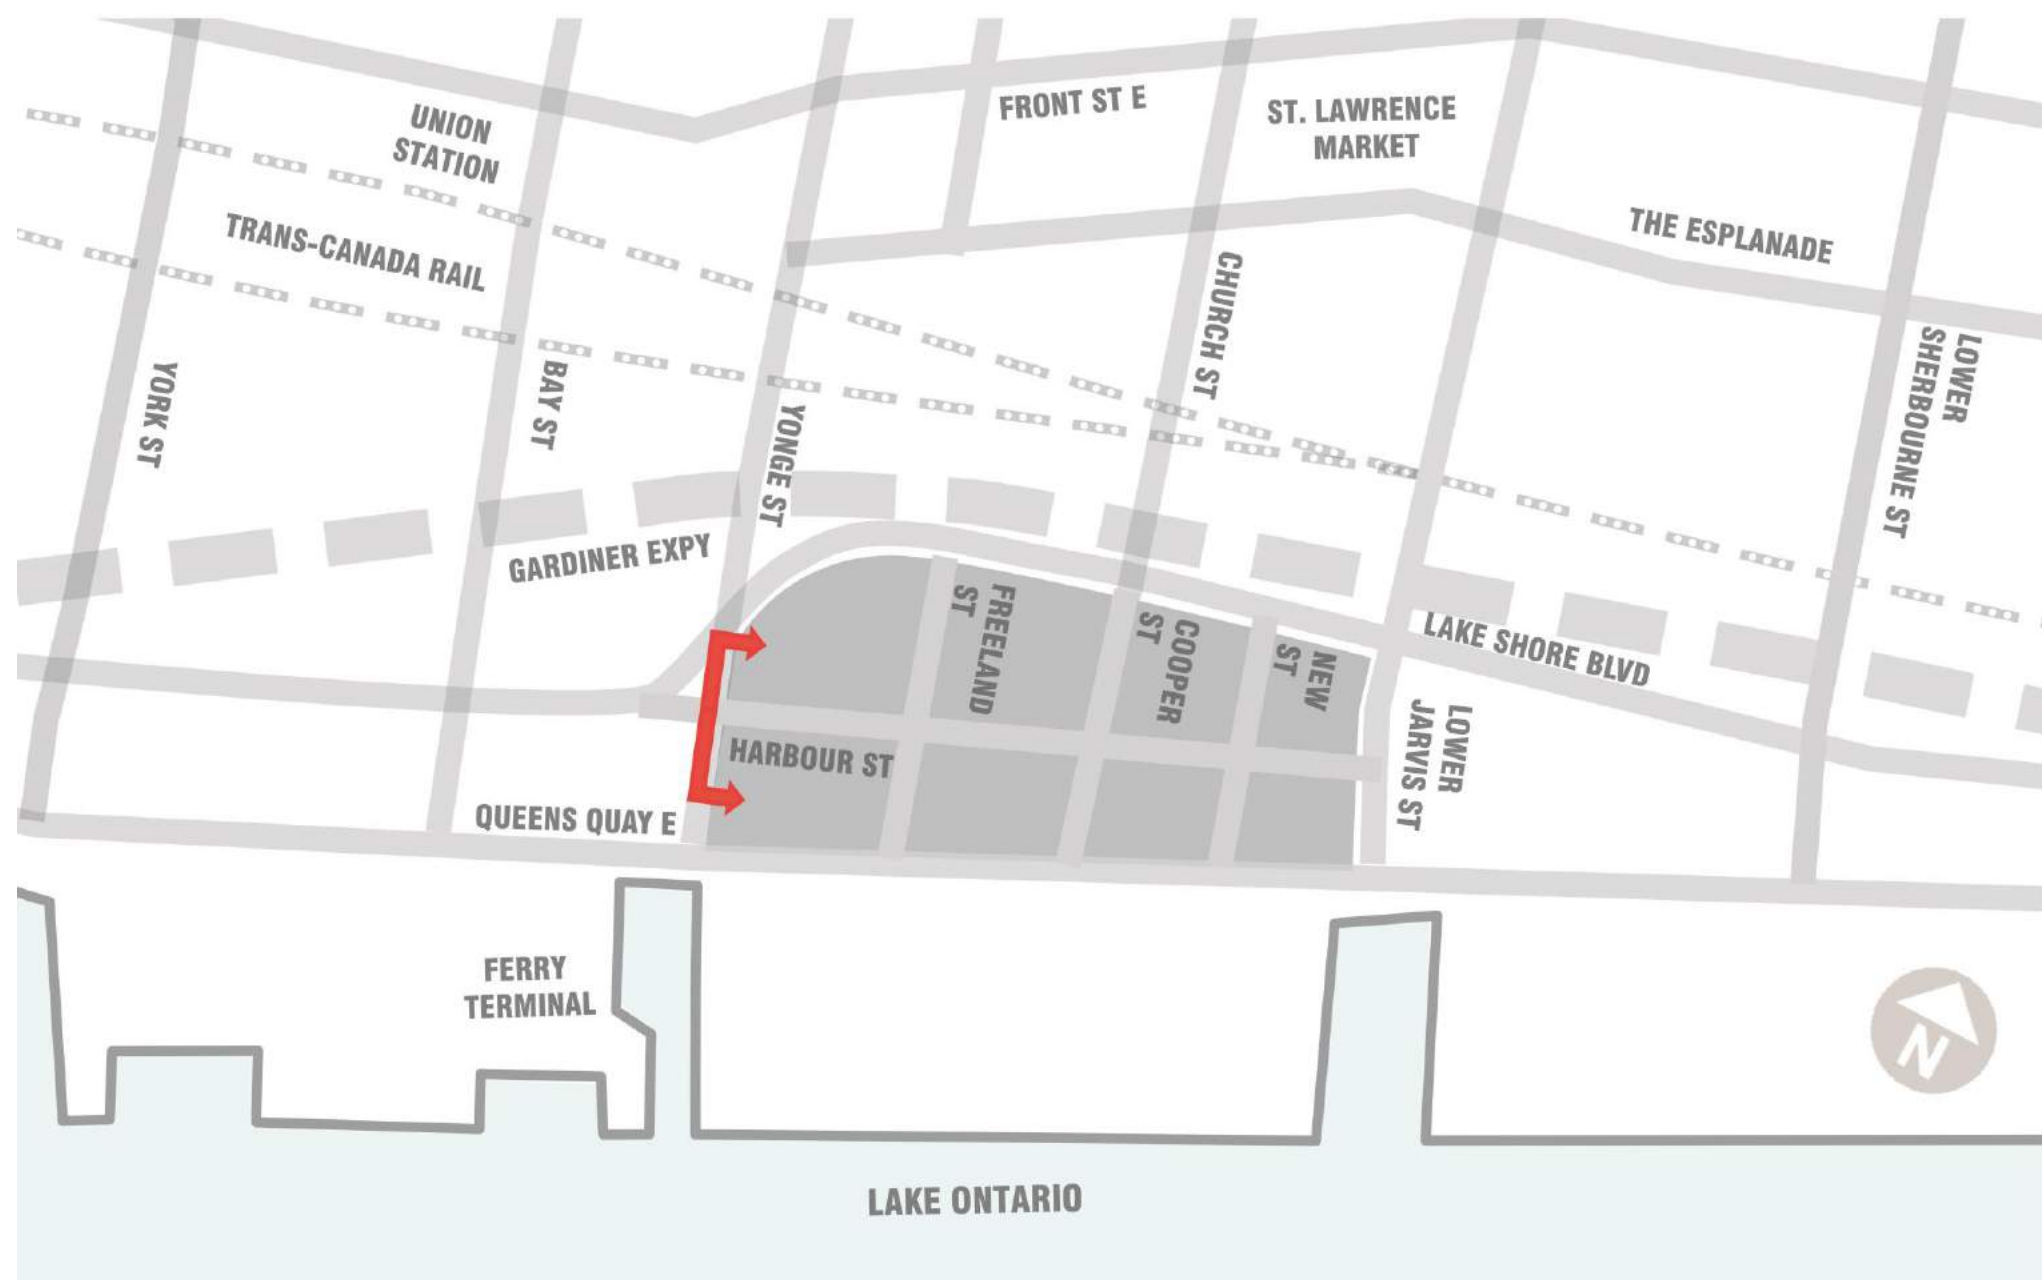 UNION
STATION
FRONT ST E
ST. LAWRENCE
MARKET
TRANS-CANADA RAIL
THE ESPLANADE
CHURCH ST
LOWER
SHERBOURNE ST
YORK ST
BAY ST
YONGE ST
GARDINER EXPY
FREELAND
ST
COOPER
ST
NEW
ST
LAKE SHORE BLVD
LOWER
JARVIS ST
HARBOUR ST
QUEENS QUAY E
FERRY
TERMINAL
N
LAKE ONTARIO